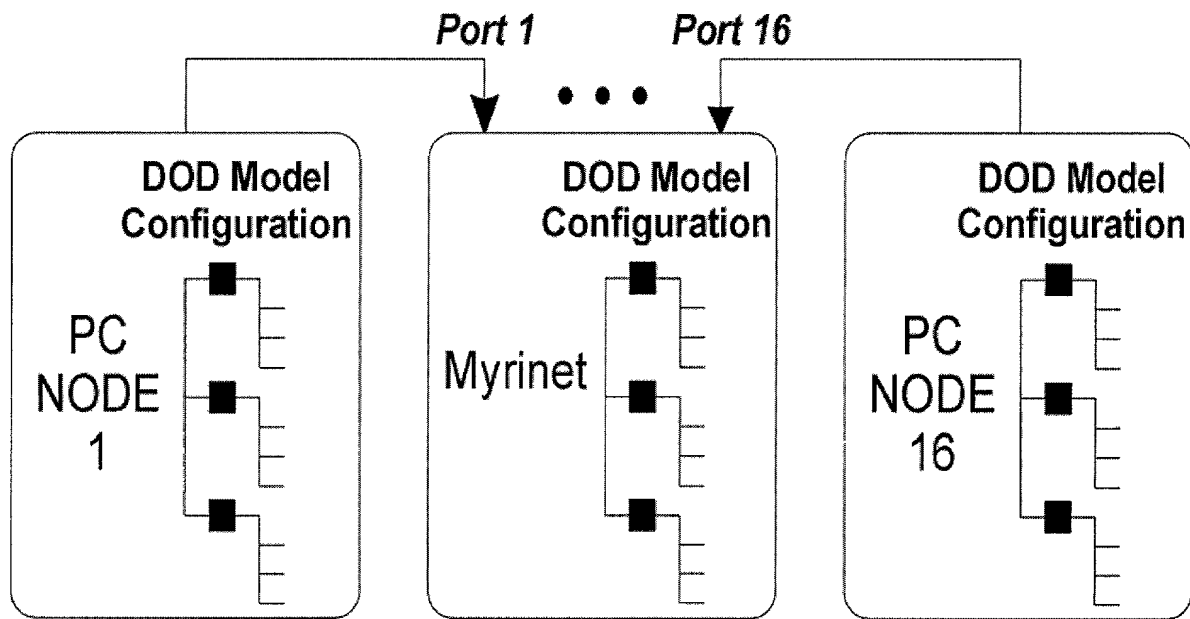 Port 1 Port 16
DOD Model
Configuration
PC
NODE
1
DOD Model
Configuration
Myrinet
DOD Model
Configuration
PC
NODE
16